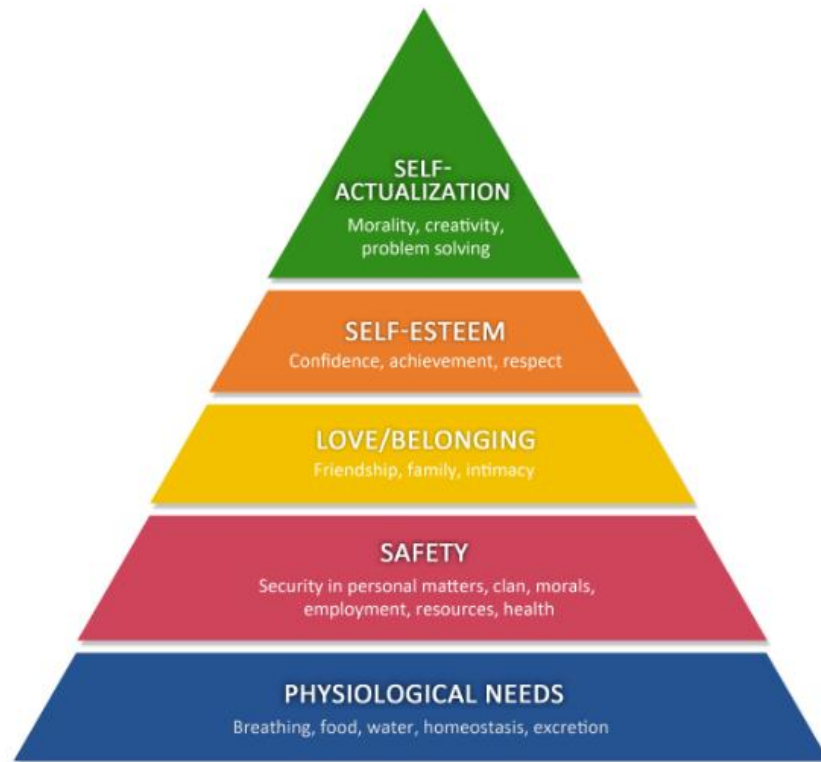 SELF-
ACTUALIZATION
Morality, creativity,
problem solving
SELF-ESTEEM
Confidence, achievement, respect
LOVE/BELONGING
Friendship, family, intimacy
SAFETY
Security in personal matters, clan, morals,
employment, resources, health
PHYSIOLOGICAL NEEDS
Breathing, food, water, homeostasis, excretion